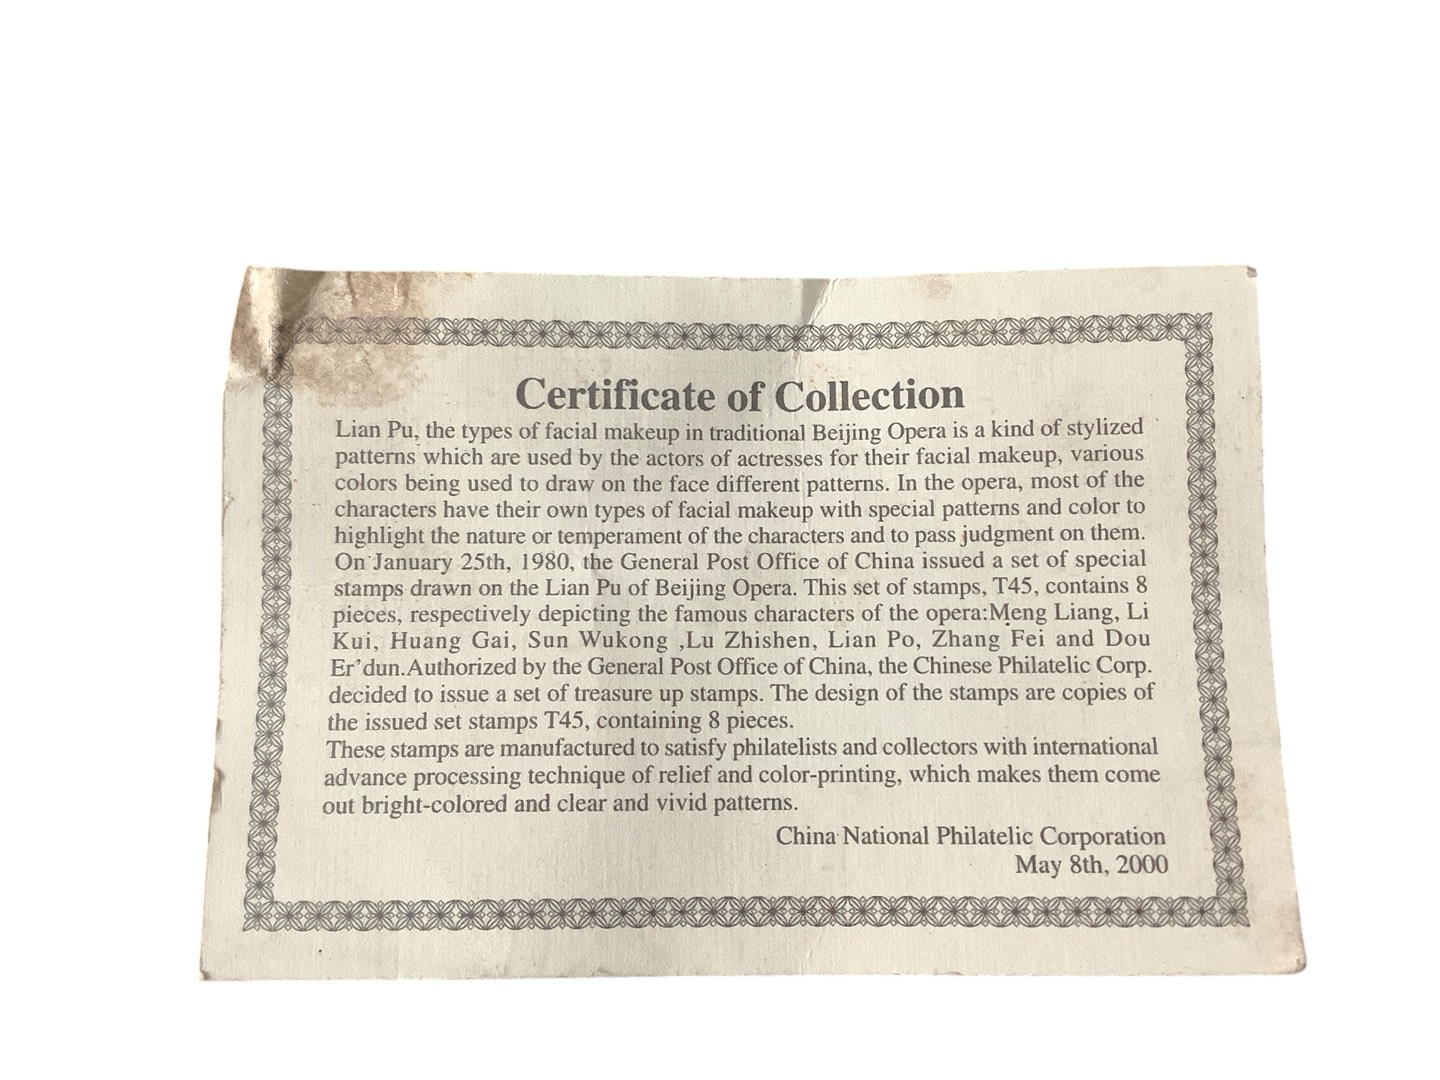 Certificate of Collection
Lian Pu, the types of facial makeup in traditional Beijing Opera is a kind of stylized
patterns which are used by the actors of actresses for their facial makeup, various
colors being used to draw on the face different patterns. In the opera, most of the
characters have their own types of facial makeup with special patterns and color to
highlight the nature or temperament of the characters and to pass judgment on them.
On January 25th, 1980, the General Post Office of China issued a set of special
stamps drawn on the Lian Pu of Beijing Opera. This set of stamps, T45, contains 8
pieces, respectively depicting the famous characters of the opera:Meng Liang, Li
Kui, Huang Gai, Sun Wukong ,Lu Zhishen, Lian Po, Zhang Fei and Dou
Er’dun.Authorized by the General Post Office of China, the Chinese Philatelic Corp.
decided to issue a set of treasure up stamps. The design of the stamps are copies of
the issued set stamps T45, containing 8 pieces.
These stamps are manufactured to satisfy philatelists and collectors with international
advance processing technique of relief and color-printing, which makes them come
out bright-colored and clear and vivid patterns.
China National Philatelic Corporation
May 8th, 2000